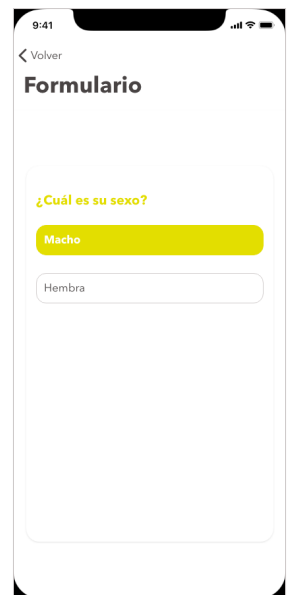 9:41
Volver
Formulario
¿Cuál es su sexo?
Macho
Hembra